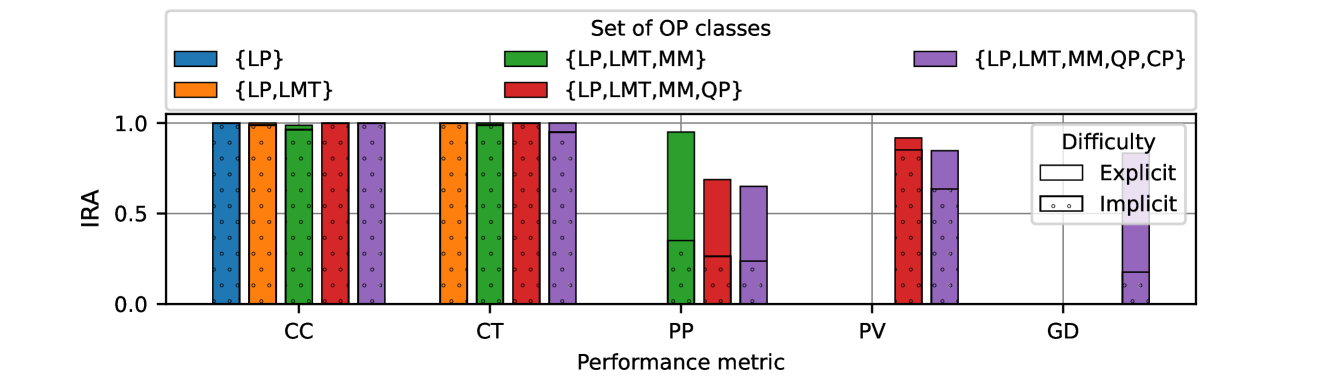 Set of OP classes
{LP} {LP,LMT,MM} {LP,LMT,MM,QP,CP}
{LP,LMT} {LP,LMT,MM,QP}
1.0
0.5
0.0
IRA
Difficulty
Explicit
Implicit
CC CT PP PV GD
Performance metric